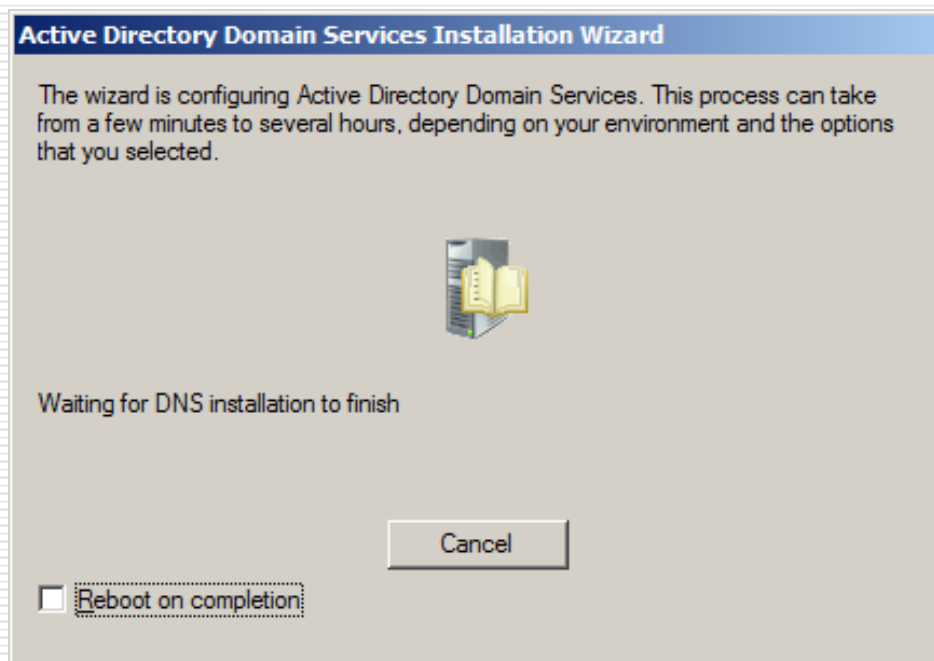 Active Directory Domain Services Installation Wizard
The wizard is configuring Active Directory Domain Services. This process can take
from a few minutes to several hours, depending on your environment and the options
that you selected.
Waiting for DNS installation to finish
Cancel
Reboot on completion